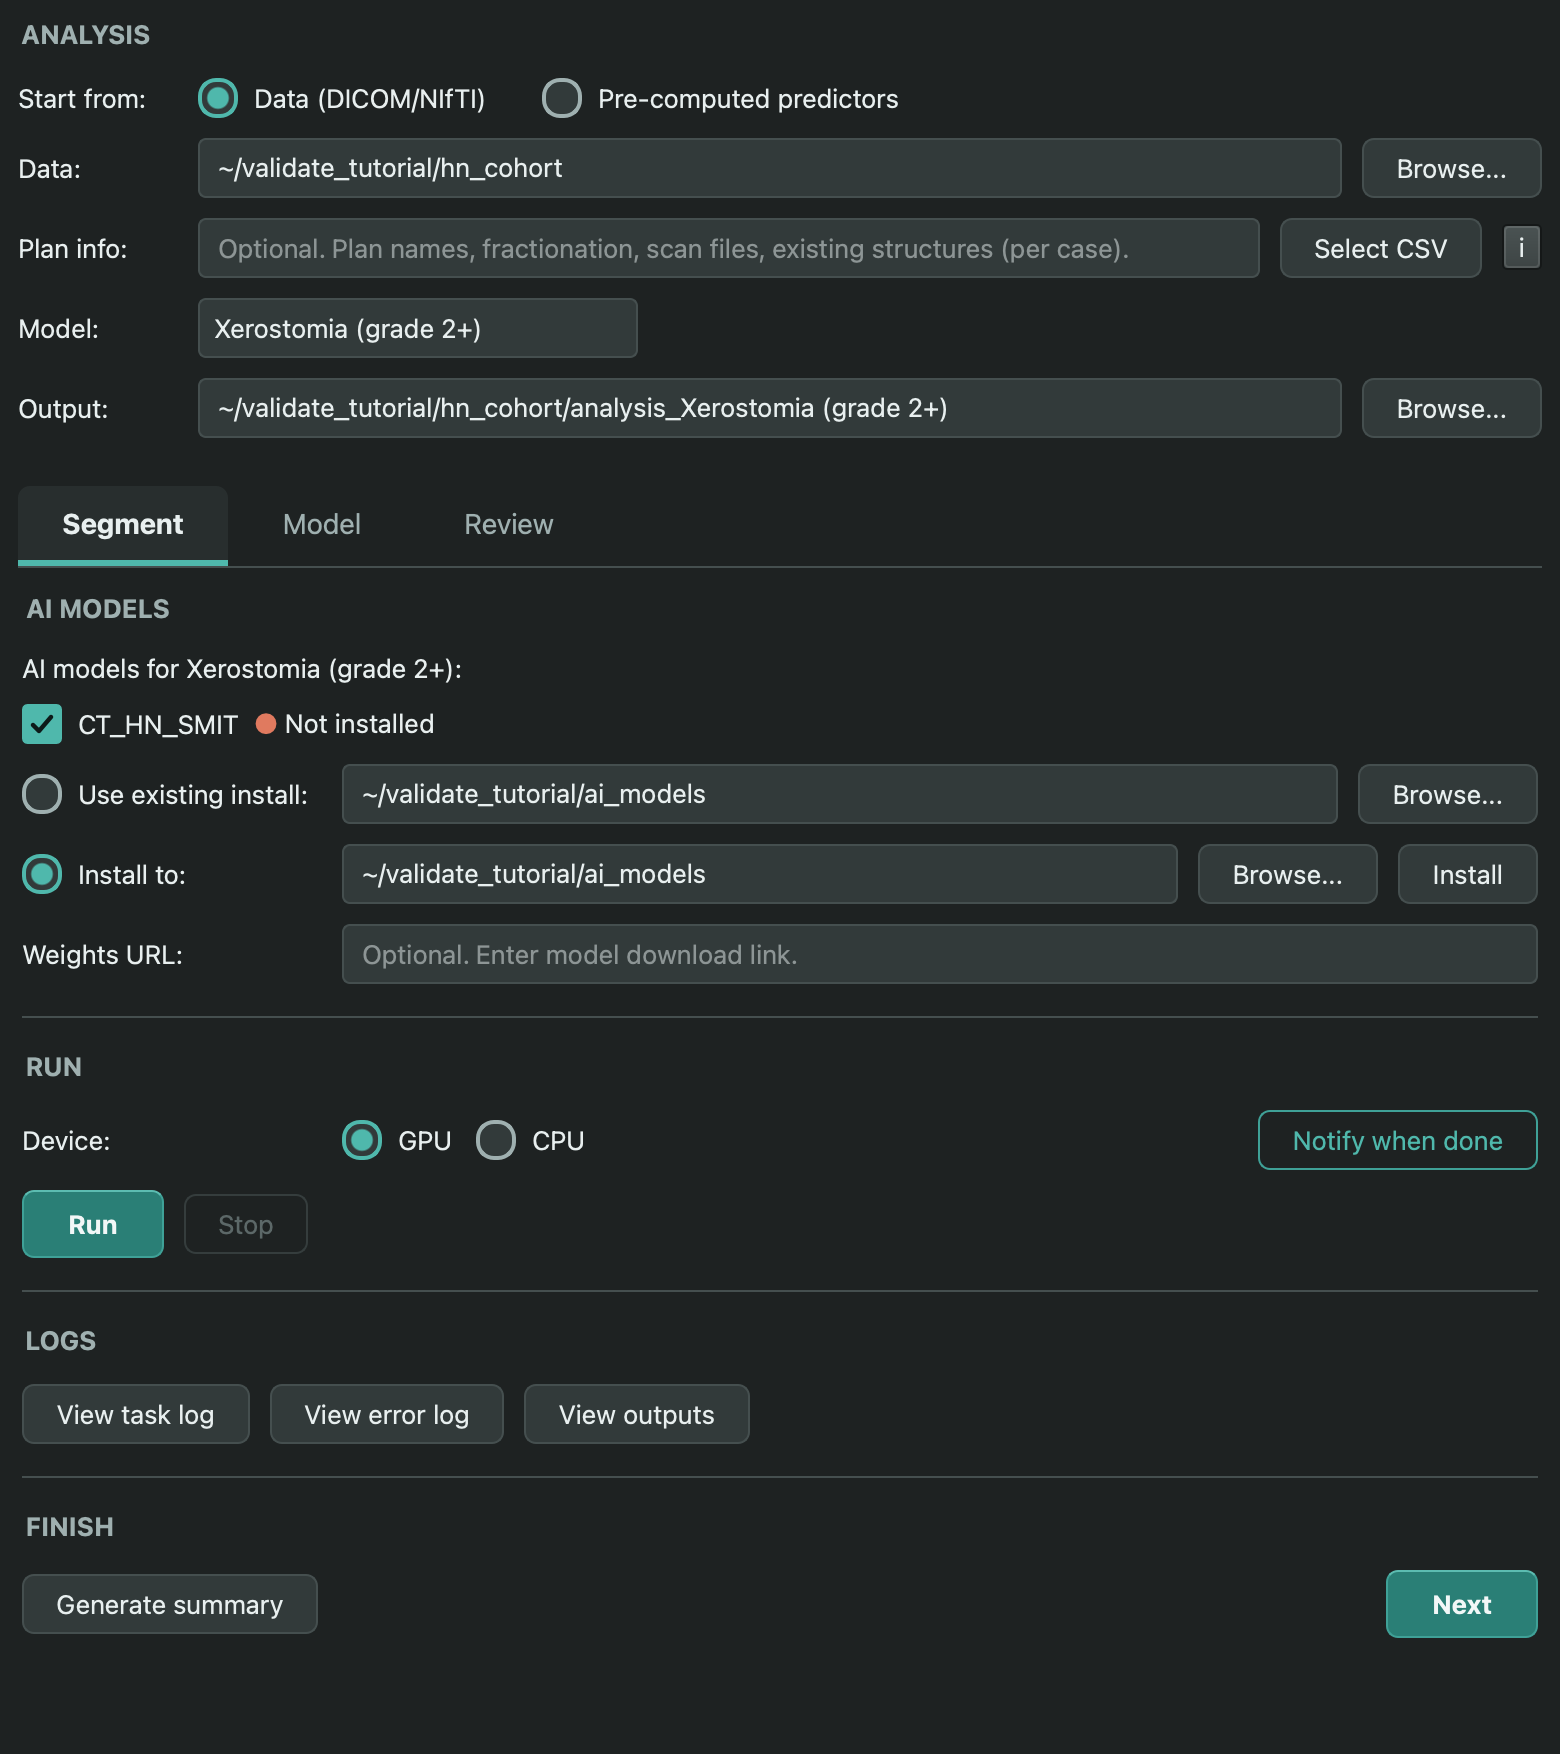 ANALYSIS
Start from: Data (DICOM/NIfTI) Pre-computed predictors
Data: ~/validate_tutorial/hn_cohort Browse...
Plan info: Optional. Plan names, fractionation, scan files, existing structures (per case). Select CSV i
Model: Xerostomia (grade 2+)
Output: ~/validate_tutorial/hn_cohort/analysis_Xerostomia (grade 2+) Browse...
Segment Model Review
AI MODELS
AI models for Xerostomia (grade 2+):
CT_HN_SMIT Not installed
Use existing install: ~/validate_tutorial/ai_models Browse...
Install to: ~/validate_tutorial/ai_models Browse... Install
Weights URL: Optional. Enter model download link.
RUN
Device: GPU CPU Notify when done
Run Stop
LOGS
View task log View error log View outputs
FINISH
Generate summary Next